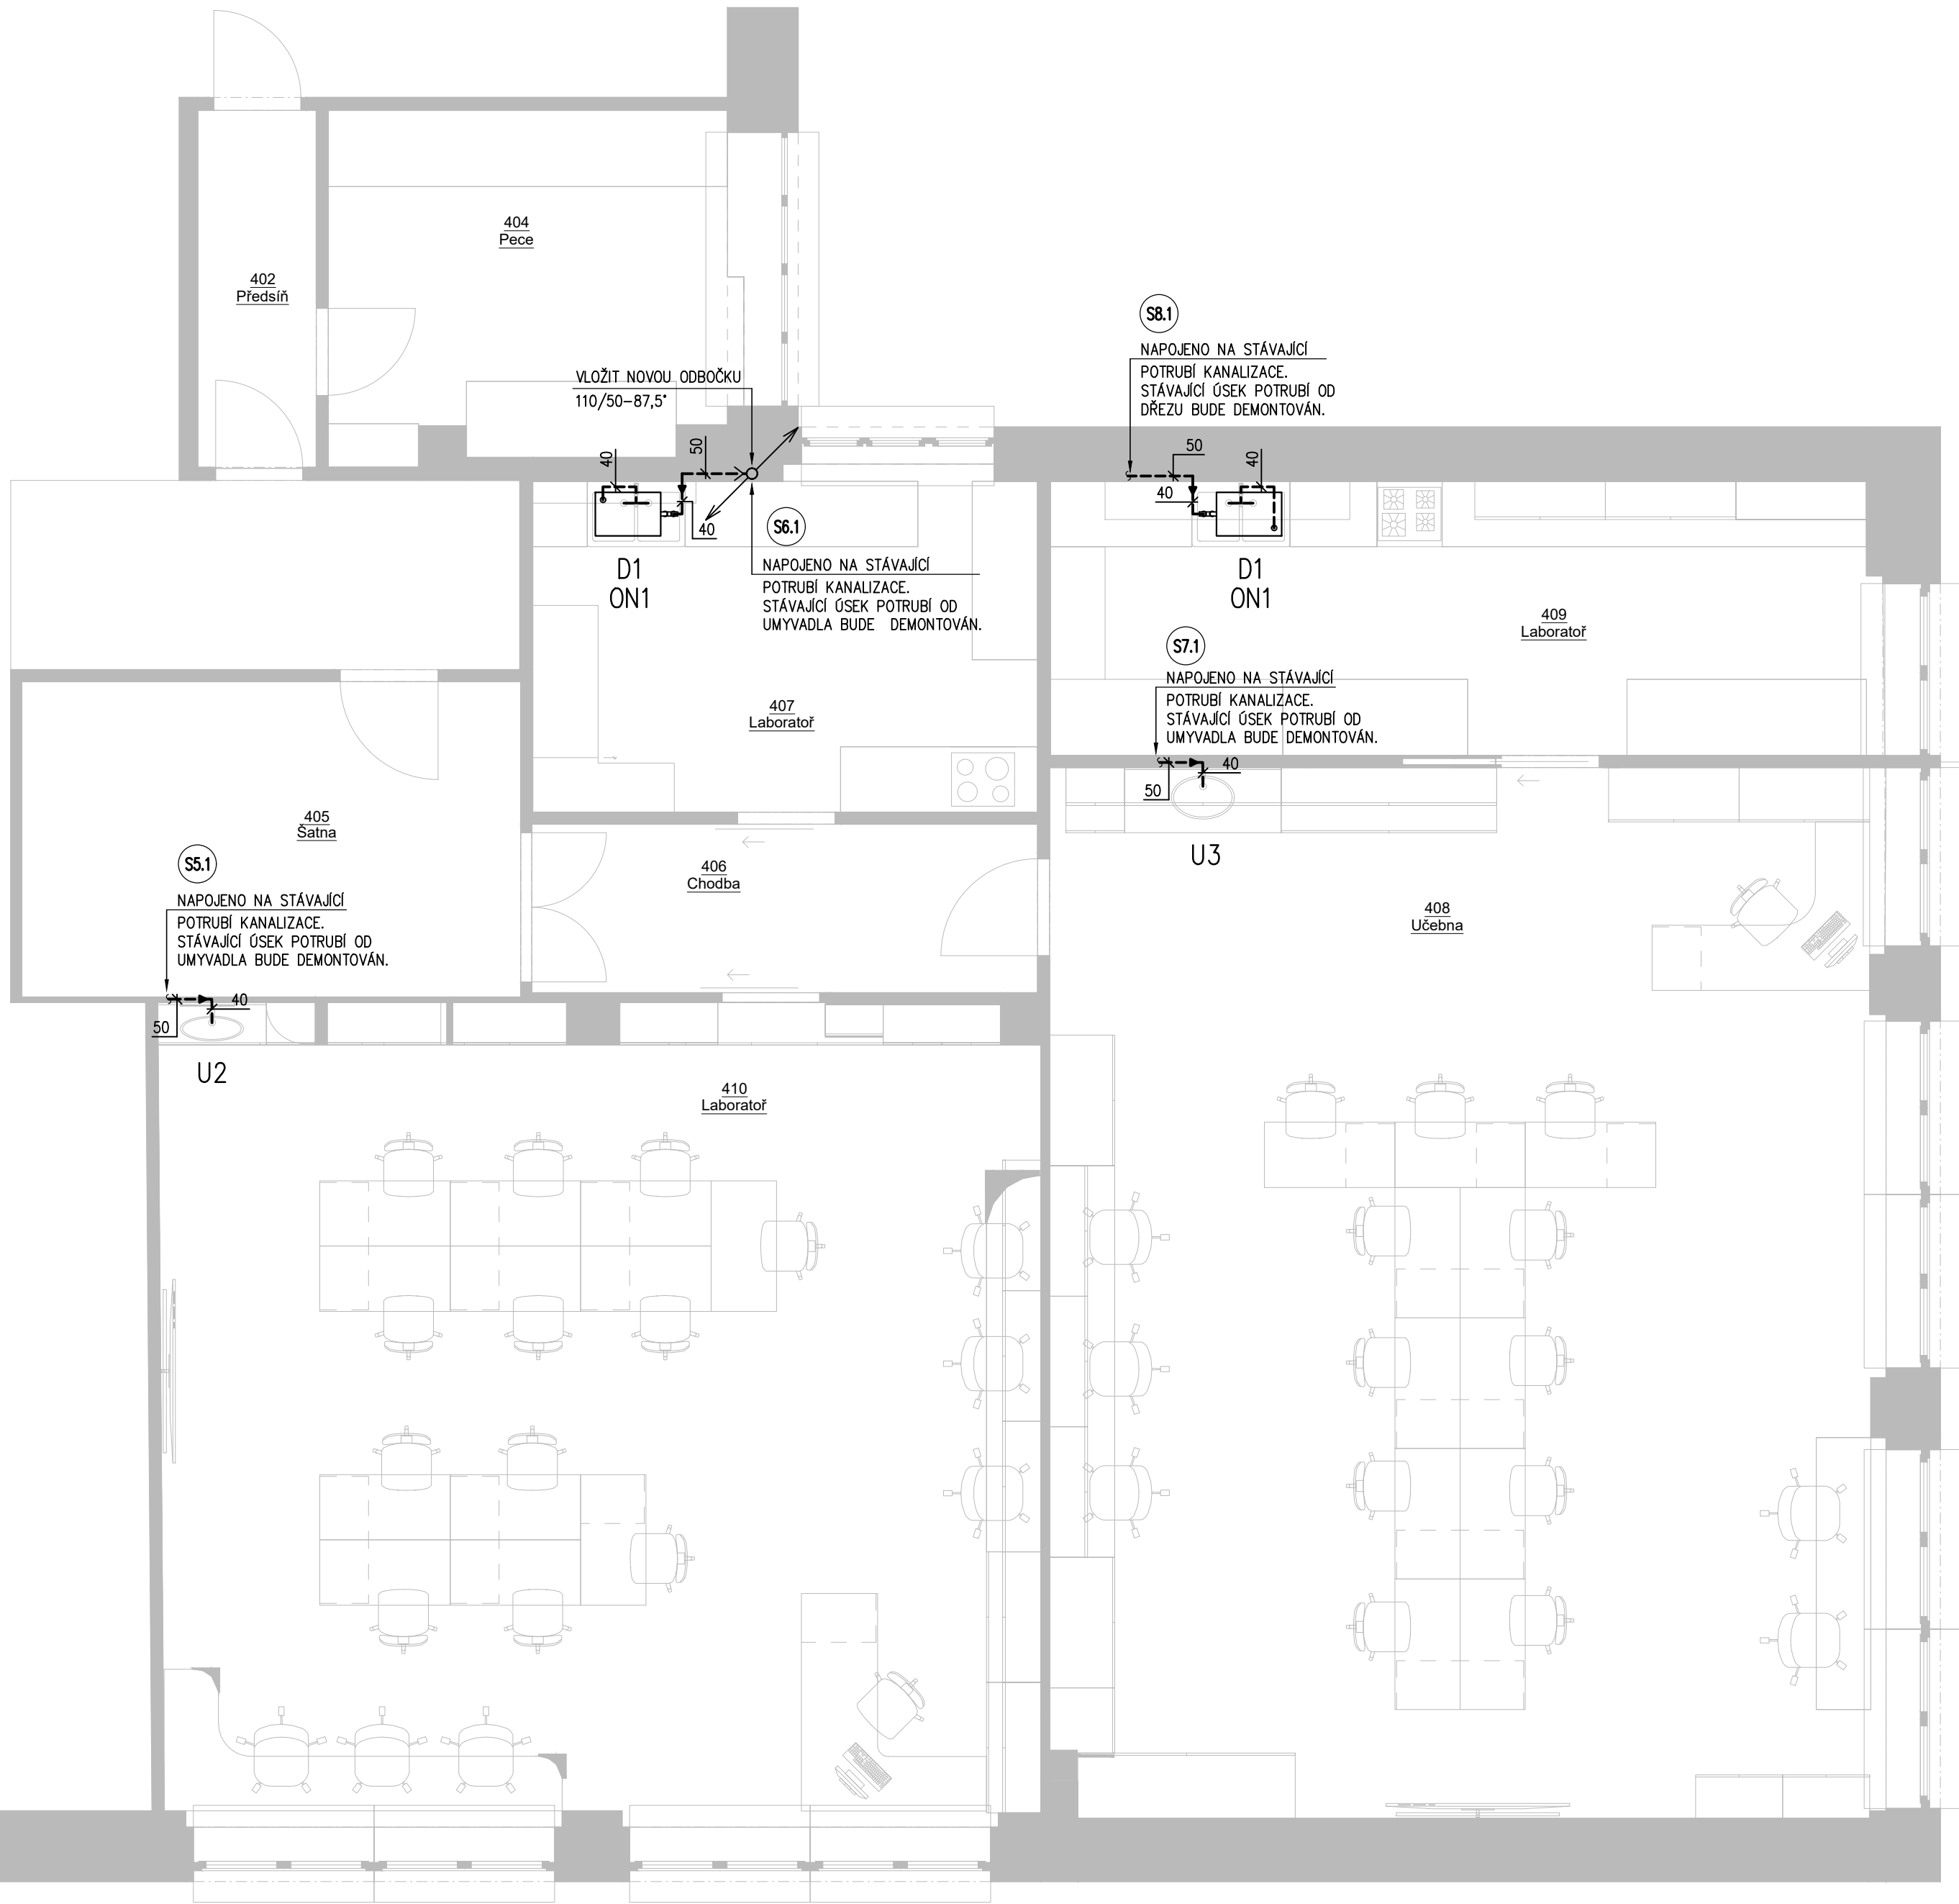 404
Pece
402
Předsíň
S8.1
NAPOJENO NA STÁVAJÍCÍ
POTRUBÍ KANALIZACE.
STÁVAJÍCÍ ÚSEK POTRUBÍ OD
DŘEZU BUDE DEMONTOVÁN.
VLOŽIT NOVOU ODBOČKU
110/50-87,5°
40
50
40
S6.1
NAPOJENO NA STÁVAJÍCÍ
POTRUBÍ KANALIZACE.
STÁVAJÍCÍ ÚSEK POTRUBÍ OD
UMYVADLA BUDE DEMONTOVÁN.
D1
ON1
50
40
40
D1
ON1
409
Laboratoř
S7.1
NAPOJENO NA STÁVAJÍCÍ
POTRUBÍ KANALIZACE.
STÁVAJÍCÍ ÚSEK POTRUBÍ OD
UMYVADLA BUDE DEMONTOVÁN.
407
Laboratoř
40
50
U3
405
Šatna
406
Chodba
408
Učebna
S5.1
NAPOJENO NA STÁVAJÍCÍ
POTRUBÍ KANALIZACE.
STÁVAJÍCÍ ÚSEK POTRUBÍ OD
UMYVADLA BUDE DEMONTOVÁN.
40
50
U2
410
Laboratoř